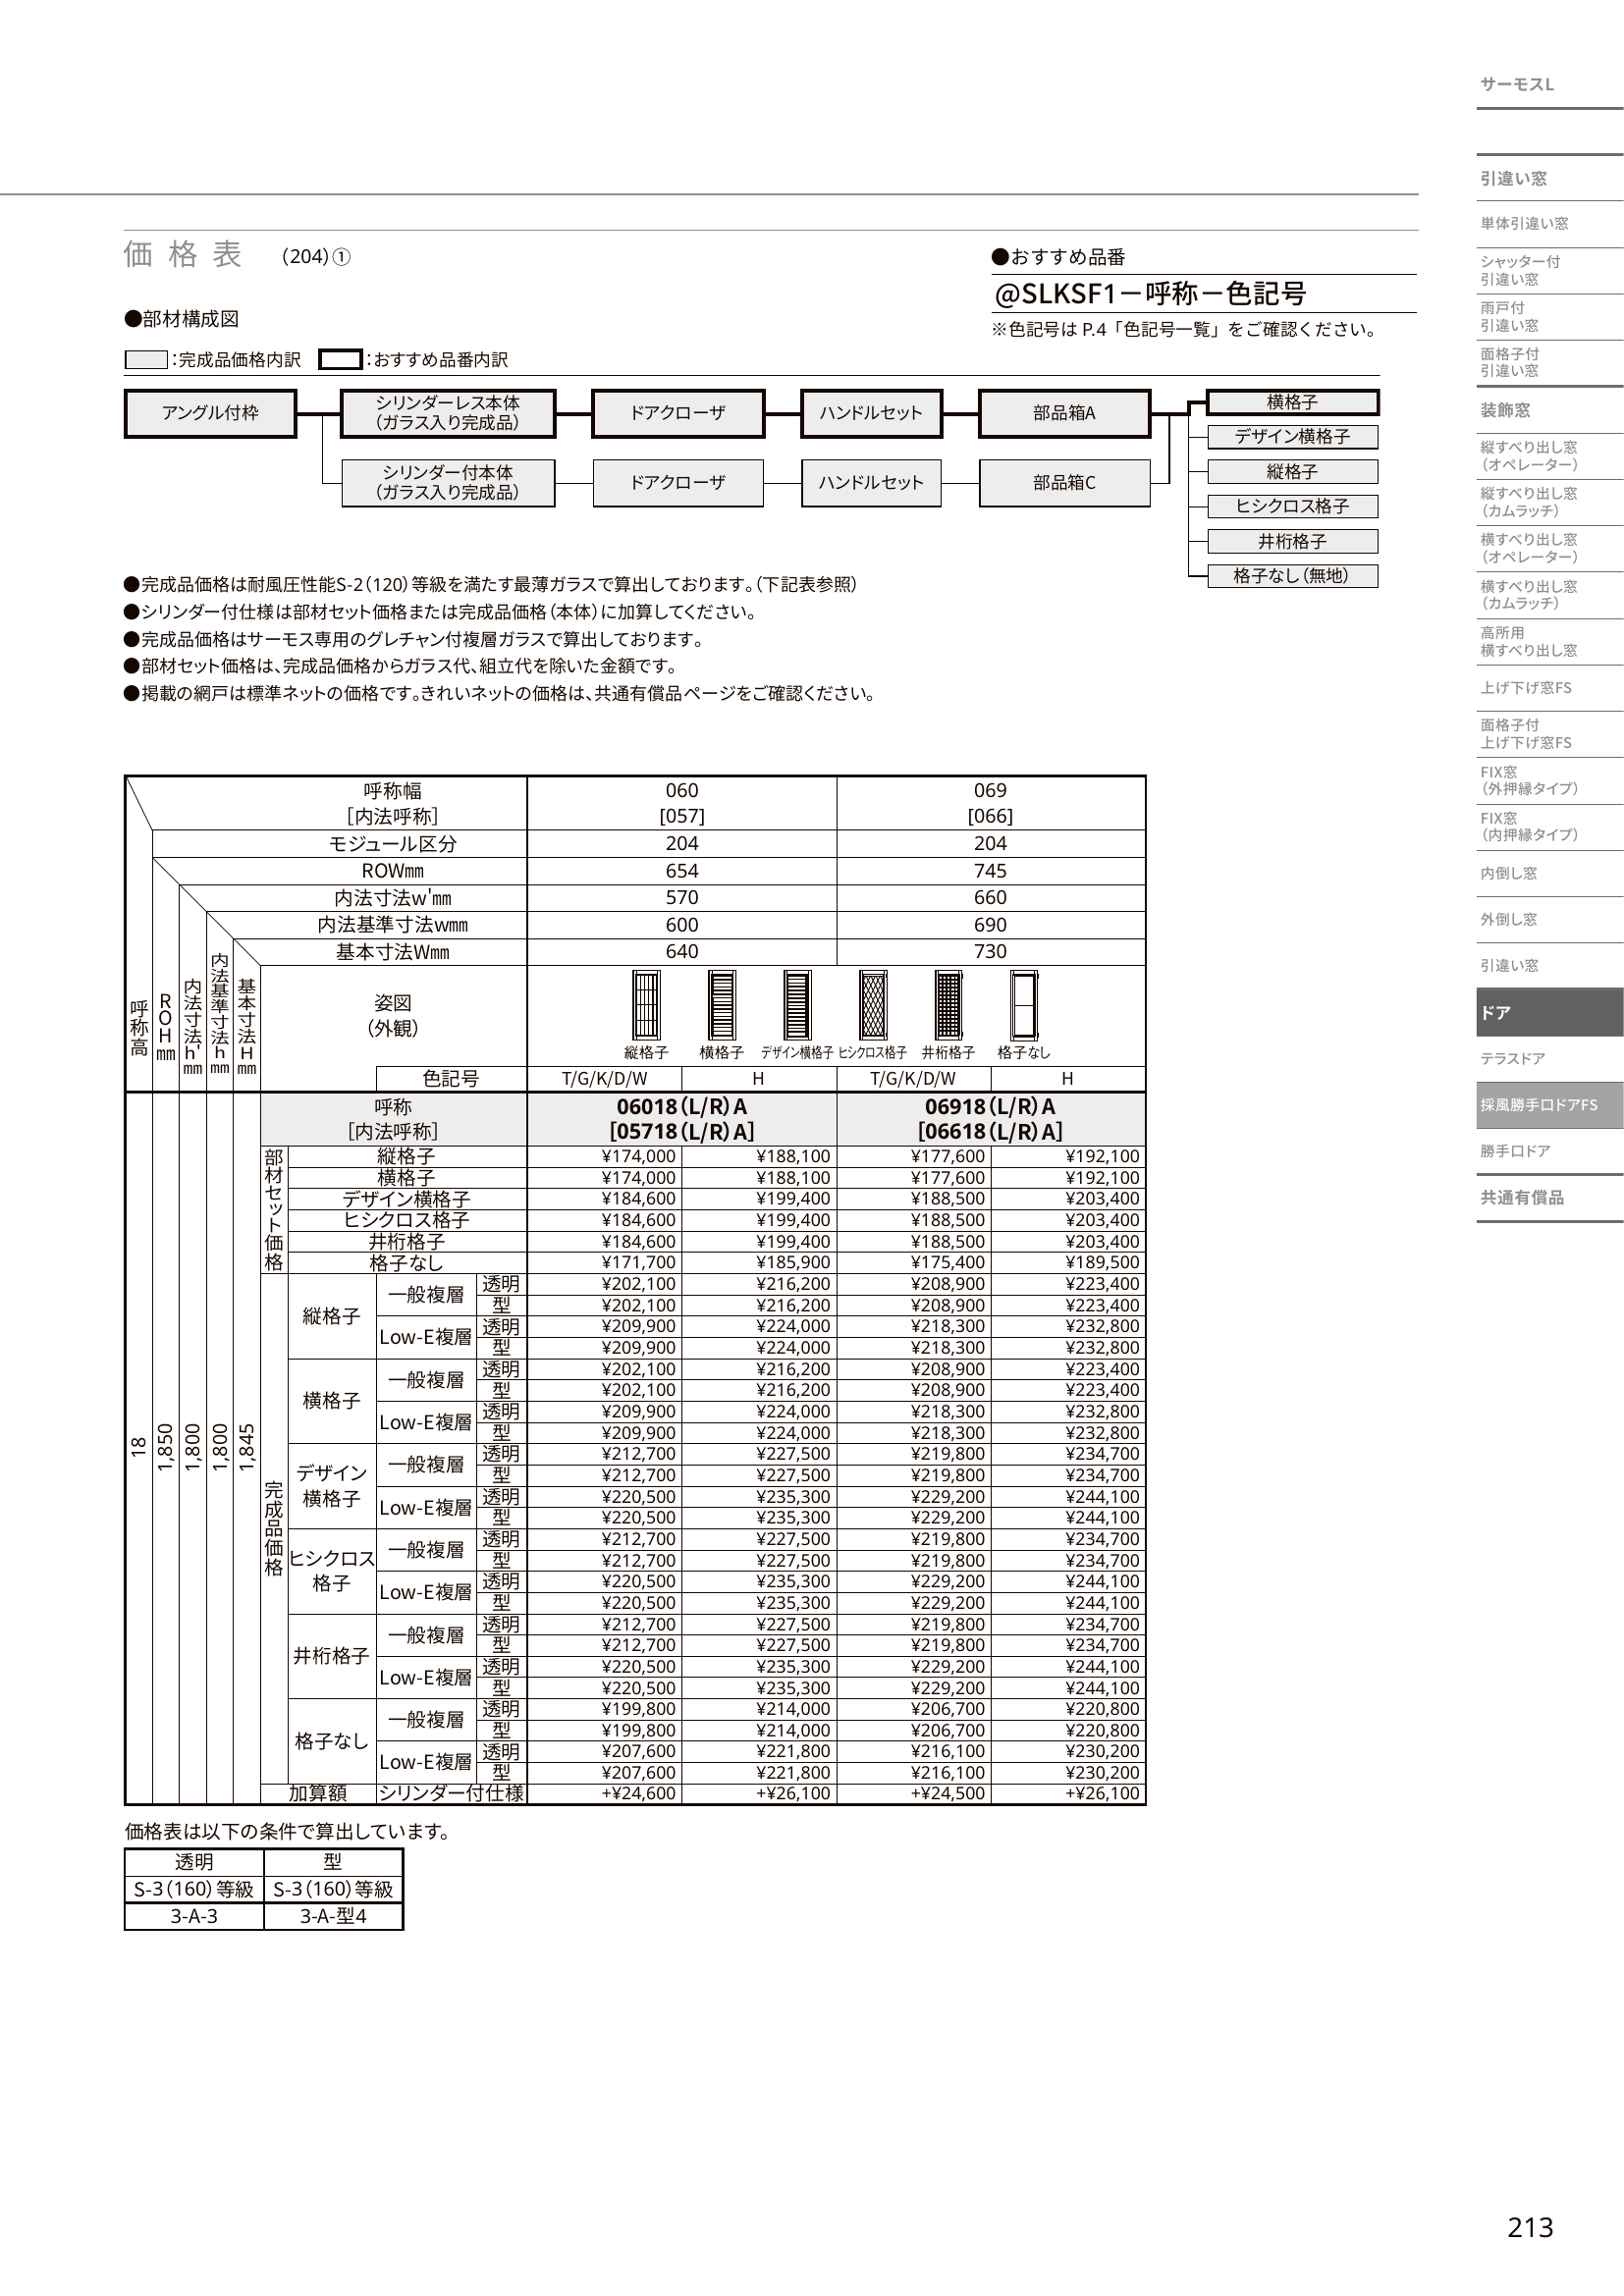 サーモスL
引違い窓
単体引違い窓
シャッター付
引違い窓
雨戸付
引違い窓
面格子付
引違い窓
装飾窓
縦すべり出し窓
（オペレーター）
縦すべり出し窓
（カムラッチ）
横すべり出し窓
（オペレーター）
横すべり出し窓
（カムラッチ）
高所用
横すべり出し窓
上げ下げ窓FS
面格子付
上げ下げ窓FS
FIX窓
（外押縁タイプ）
FIX窓
（内押縁タイプ）
内倒し窓
外倒し窓
引違い窓
ドア
テラスドア
採風勝手口ドアFS
勝手口ドア
共通有償品
価格表 （204）①
●おすすめ品番
@SLKSF1－呼称－色記号
※色記号は P.4「色記号一覧」をご確認ください。
●部材構成図
：完成品価格内訳 ：おすすめ品番内訳
アングル付枠 シリンダーレス本体（ガラス入り完成品） ドアクローザ ハンドルセット 部品箱A 横格子
デザイン横格子
シリンダー付本体（ガラス入り完成品） ドアクローザ ハンドルセット 部品箱C 縦格子
ヒシクロス格子
井桁格子
格子なし（無地）
●完成品価格は耐風圧性能S-2（120）等級を満たす最薄ガラスで算出しております。（下記表参照）
●シリンダー付仕様は部材セット価格または完成品価格（本体）に加算してください。
●完成品価格はサーモス専用のグレチャン付複層ガラスで算出しております。
●部材セット価格は、完成品価格からガラス代、組立代を除いた金額です。
●掲載の網戸は標準ネットの価格です。きれいネットの価格は、共通有償品ページをご確認ください。
呼称幅 060 069
［内法呼称］ [057] [066]
モジュール区分 204 204
ROW㎜ 654 745
内法寸法w'㎜ 570 660
内法基準寸法w㎜ 600 690
基本寸法W㎜ 640 730
呼称高 ROH㎜ 内法寸法h'㎜ 内法基準寸法h㎜ 基本寸法H㎜
姿図
（外観）
縦格子 横格子 デザイン横格子 ヒシクロス格子 井桁格子 格子なし
色記号 T/G/K/D/W H T/G/K/D/W H
呼称 06018（L/R）A 06918（L/R）A
［内法呼称］ [05718（L/R）A] [06618（L/R）A]
18 1,850 1,800 1,800 1,845
部材セット価格
縦格子 ¥174,000 ¥188,100 ¥177,600 ¥192,100
横格子 ¥174,000 ¥188,100 ¥177,600 ¥192,100
デザイン横格子 ¥184,600 ¥199,400 ¥188,500 ¥203,400
ヒシクロス格子 ¥184,600 ¥199,400 ¥188,500 ¥203,400
井桁格子 ¥184,600 ¥199,400 ¥188,500 ¥203,400
格子なし ¥171,700 ¥185,900 ¥175,400 ¥189,500
完成品価格
縦格子 一般複層 透明 ¥202,100 ¥216,200 ¥208,900 ¥223,400
型 ¥202,100 ¥216,200 ¥208,900 ¥223,400
Low-E複層 透明 ¥209,900 ¥224,000 ¥218,300 ¥232,800
型 ¥209,900 ¥224,000 ¥218,300 ¥232,800
横格子 一般複層 透明 ¥202,100 ¥216,200 ¥208,900 ¥223,400
型 ¥202,100 ¥216,200 ¥208,900 ¥223,400
Low-E複層 透明 ¥209,900 ¥224,000 ¥218,300 ¥232,800
型 ¥209,900 ¥224,000 ¥218,300 ¥232,800
デザイン横格子 一般複層 透明 ¥212,700 ¥227,500 ¥219,800 ¥234,700
型 ¥212,700 ¥227,500 ¥219,800 ¥234,700
Low-E複層 透明 ¥220,500 ¥235,300 ¥229,200 ¥244,100
型 ¥220,500 ¥235,300 ¥229,200 ¥244,100
ヒシクロス格子 一般複層 透明 ¥212,700 ¥227,500 ¥219,800 ¥234,700
型 ¥212,700 ¥227,500 ¥219,800 ¥234,700
Low-E複層 透明 ¥220,500 ¥235,300 ¥229,200 ¥244,100
型 ¥220,500 ¥235,300 ¥229,200 ¥244,100
井桁格子 一般複層 透明 ¥212,700 ¥227,500 ¥219,800 ¥234,700
型 ¥212,700 ¥227,500 ¥219,800 ¥234,700
Low-E複層 透明 ¥220,500 ¥235,300 ¥229,200 ¥244,100
型 ¥220,500 ¥235,300 ¥229,200 ¥244,100
格子なし 一般複層 透明 ¥199,800 ¥214,000 ¥206,700 ¥220,800
型 ¥199,800 ¥214,000 ¥206,700 ¥220,800
Low-E複層 透明 ¥207,600 ¥221,800 ¥216,100 ¥230,200
型 ¥207,600 ¥221,800 ¥216,100 ¥230,200
加算額 シリンダー付仕様 +¥24,600 +¥26,100 +¥24,500 +¥26,100
価格表は以下の条件で算出しています。
透明 型
S-3（160）等級 S-3（160）等級
3-A-3 3-A-型4
213